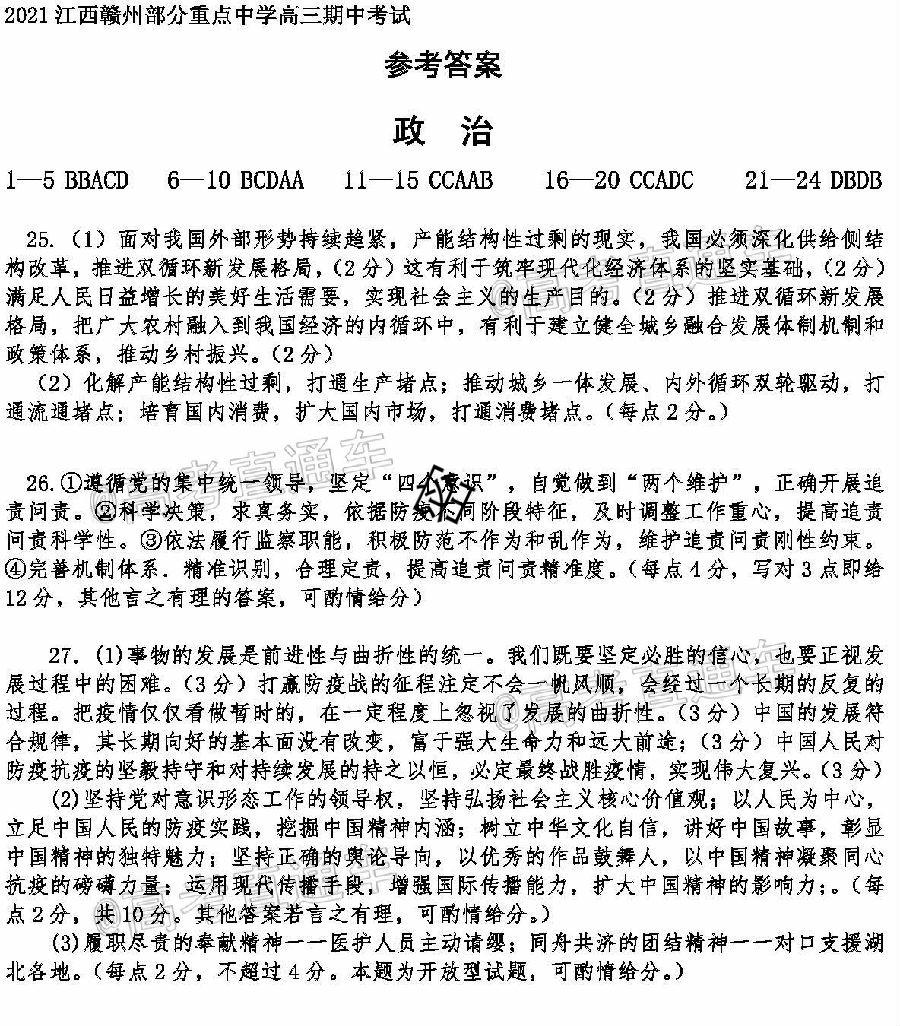 2021江西赣州部分重点中学高三期中考试
参考答案
政 治
1—5 BBACD 6—10 BCDAA 11—15 CCAAB 16—20 CCADC 21—24 DBDB
25.（1）面对我国外部形势持续趋紧，产能结构性过剩的现实，我国必须深化供给侧结
构改革，推进双循环新发展格局，（2分）这有利于筑牢现代化经济体系的坚实基础，（2分）
满足人民日益增长的美好生活需要，实现社会主义的生产目的。（2分）推进双循环新发展
格局，把广大农村融入到我国经济的内循环中，有利于建立健全城乡融合发展体制机制和
政策体系，推动乡村振兴。（2分）
（2）化解产能结构性过剩，打通生产堵点；推动城乡一体发展、内外循环双轮驱动，打
通流通堵点；培育国内消费，扩大国内市场，打通消费堵点。（每点2分。）
26.①遵循党的集中统一领导，坚定“四个意识”，自觉做到“两个维护”，正确开展追
责问责。②科学决策，求真务实，依据防疫不同阶段特征，及时调整工作重心，提高追责
问责科学性。③依法履行监察职能，积极防范不作为和乱作为，维护追责问责刚性约束。
④完善机制体系．精准识别，合理定责，提高追责问责精准度。（每点4分，写对3点即给
12分，其他言之有理的答案，可酌情给分）
27．(1)事物的发展是前进性与曲折性的统一。我们既要坚定必胜的信心，也要正视发
展过程中的困难。（3分）打赢防疫战的征程注定不会一帆风顺，会经过一个长期的反复的
过程。把疫情仅仅看做暂时的，在一定程度上忽视了发展的曲折性。（3分）中国的发展符
合规律，其长期向好的基本面没有改变，富于强大生命力和远大前途；（3分）中国人民对
防疫抗疫的坚毅持守和对持续发展的持之以恒，必定最终战胜疫情，实现伟大复兴。（3分）
(2)坚持党对意识形态工作的领导权，坚持弘扬社会主义核心价值观；以人民为中心，
立足中国人民的防疫实践，挖掘中国精神内涵；树立中华文化自信，讲好中国故事，彰显
中国精神的独特魅力；坚持正确的舆论导向，以优秀的作品鼓舞人，以中国精神凝聚同心
抗疫的磅礴力量；运用现代传播手段，增强国际传播能力，扩大中国精神的影响力；。（每
点2分，共10分。其他答案若言之有理，可酌情给分。）
(3)履职尽责的奉献精神——医护人员主动请缨；同舟共济的团结精神——对口支援湖
北各地。（每点2分，不超过4分。本题为开放型试题，可酌情给分。）
@高考直通车
@高考直通车
@高考直通车
@高考直通车